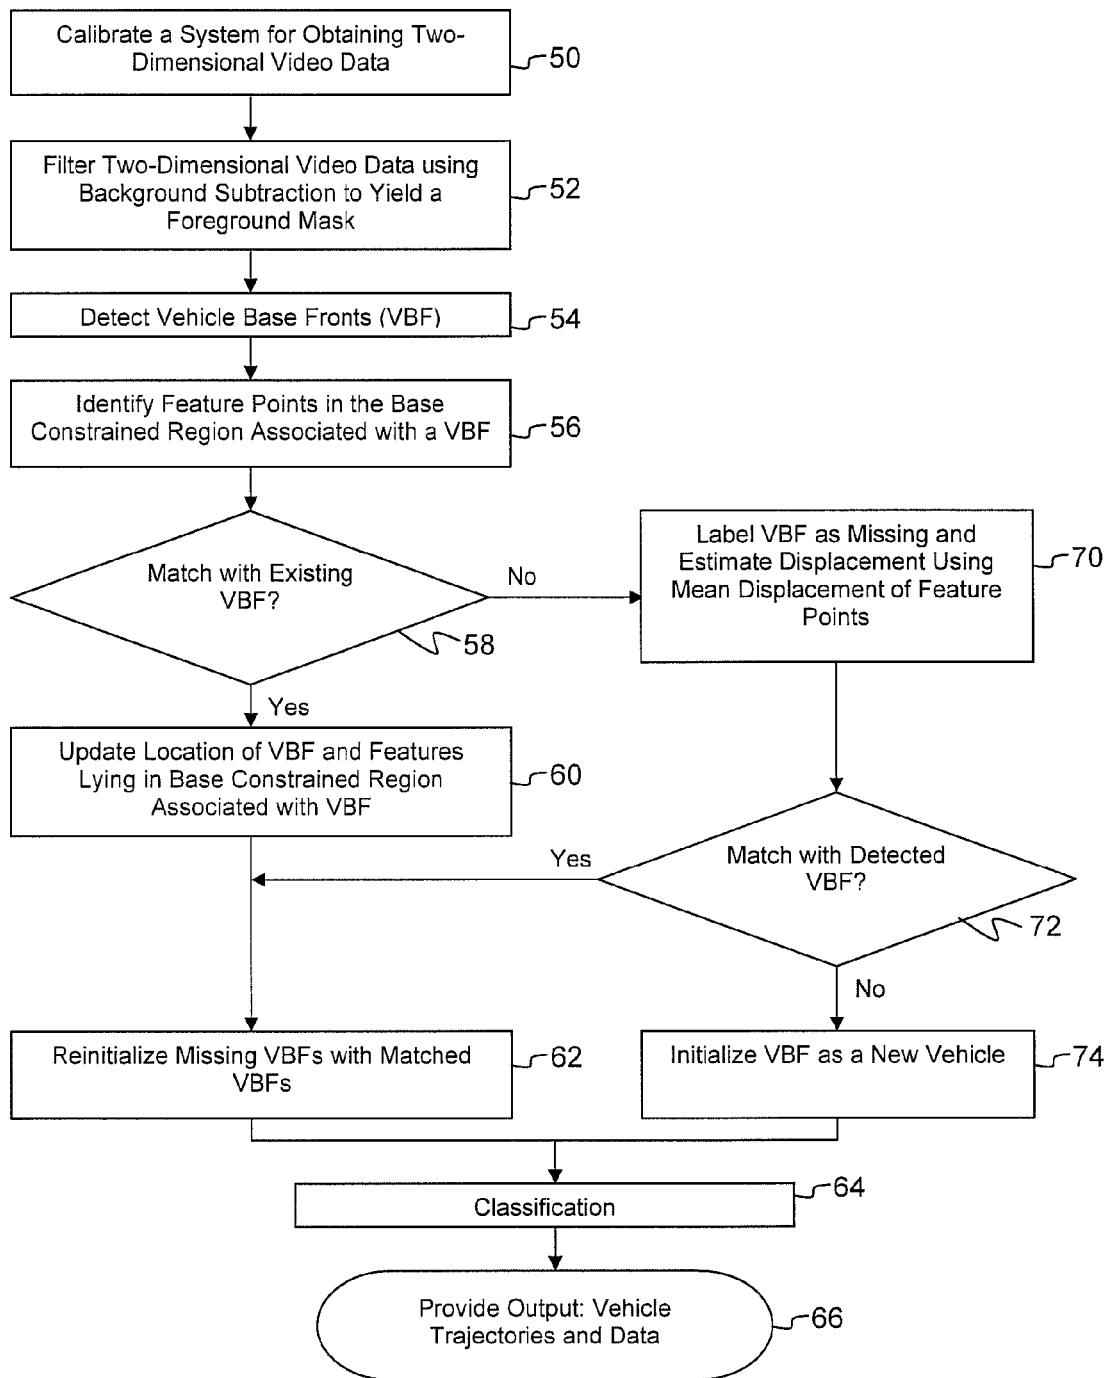 Calibrate a System for Obtaining Two-
Dimensional Video Data
50
Filter Two-Dimensional Video Data using
Background Subtraction to Yield a
Foreground Mask
52
Detect Vehicle Base Fronts (VBF)
54
Identify Feature Points in the Base
Constrained Region Associated with a VBF
56
Match with Existing
VBF?
58
No
Label VBF as Missing and
Estimate Displacement Using
Mean Displacement of Feature
Points
70
Yes
Update Location of VBF and Features
Lying in Base Constrained Region
Associated with VBF
60
Match with Detected
VBF?
72
Yes
No
Reinitialize Missing VBFs with Matched
VBFs
62
Initialize VBF as a New Vehicle
74
Classification
64
Provide Output: Vehicle
Trajectories and Data
66